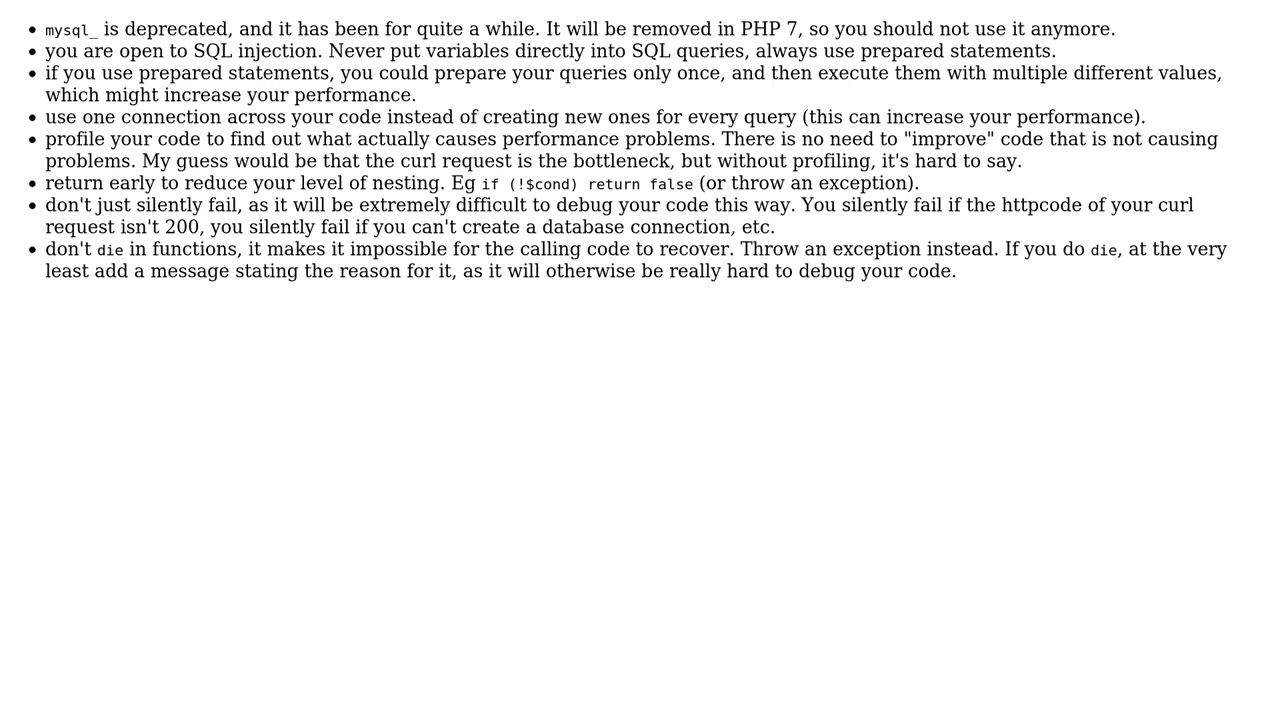 • mysql_ is deprecated, and it has been for quite a while. It will be removed in PHP 7, so you should not use it anymore.
• you are open to SQL injection. Never put variables directly into SQL queries, always use prepared statements.
• if you use prepared statements, you could prepare your queries only once, and then execute them with multiple different values,
which might increase your performance.
• use one connection across your code instead of creating new ones for every query (this can increase your performance).
• profile your code to find out what actually causes performance problems. There is no need to "improve" code that is not causing
problems. My guess would be that the curl request is the bottleneck, but without profiling, it's hard to say.
• return early to reduce your level of nesting. Eg if (!$cond) return false (or throw an exception).
• don't just silently fail, as it will be extremely difficult to debug your code this way. You silently fail if the httpcode of your curl
request isn't 200, you silently fail if you can't create a database connection, etc.
• don't die in functions, it makes it impossible for the calling code to recover. Throw an exception instead. If you do die, at the very
least add a message stating the reason for it, as it will otherwise be really hard to debug your code.